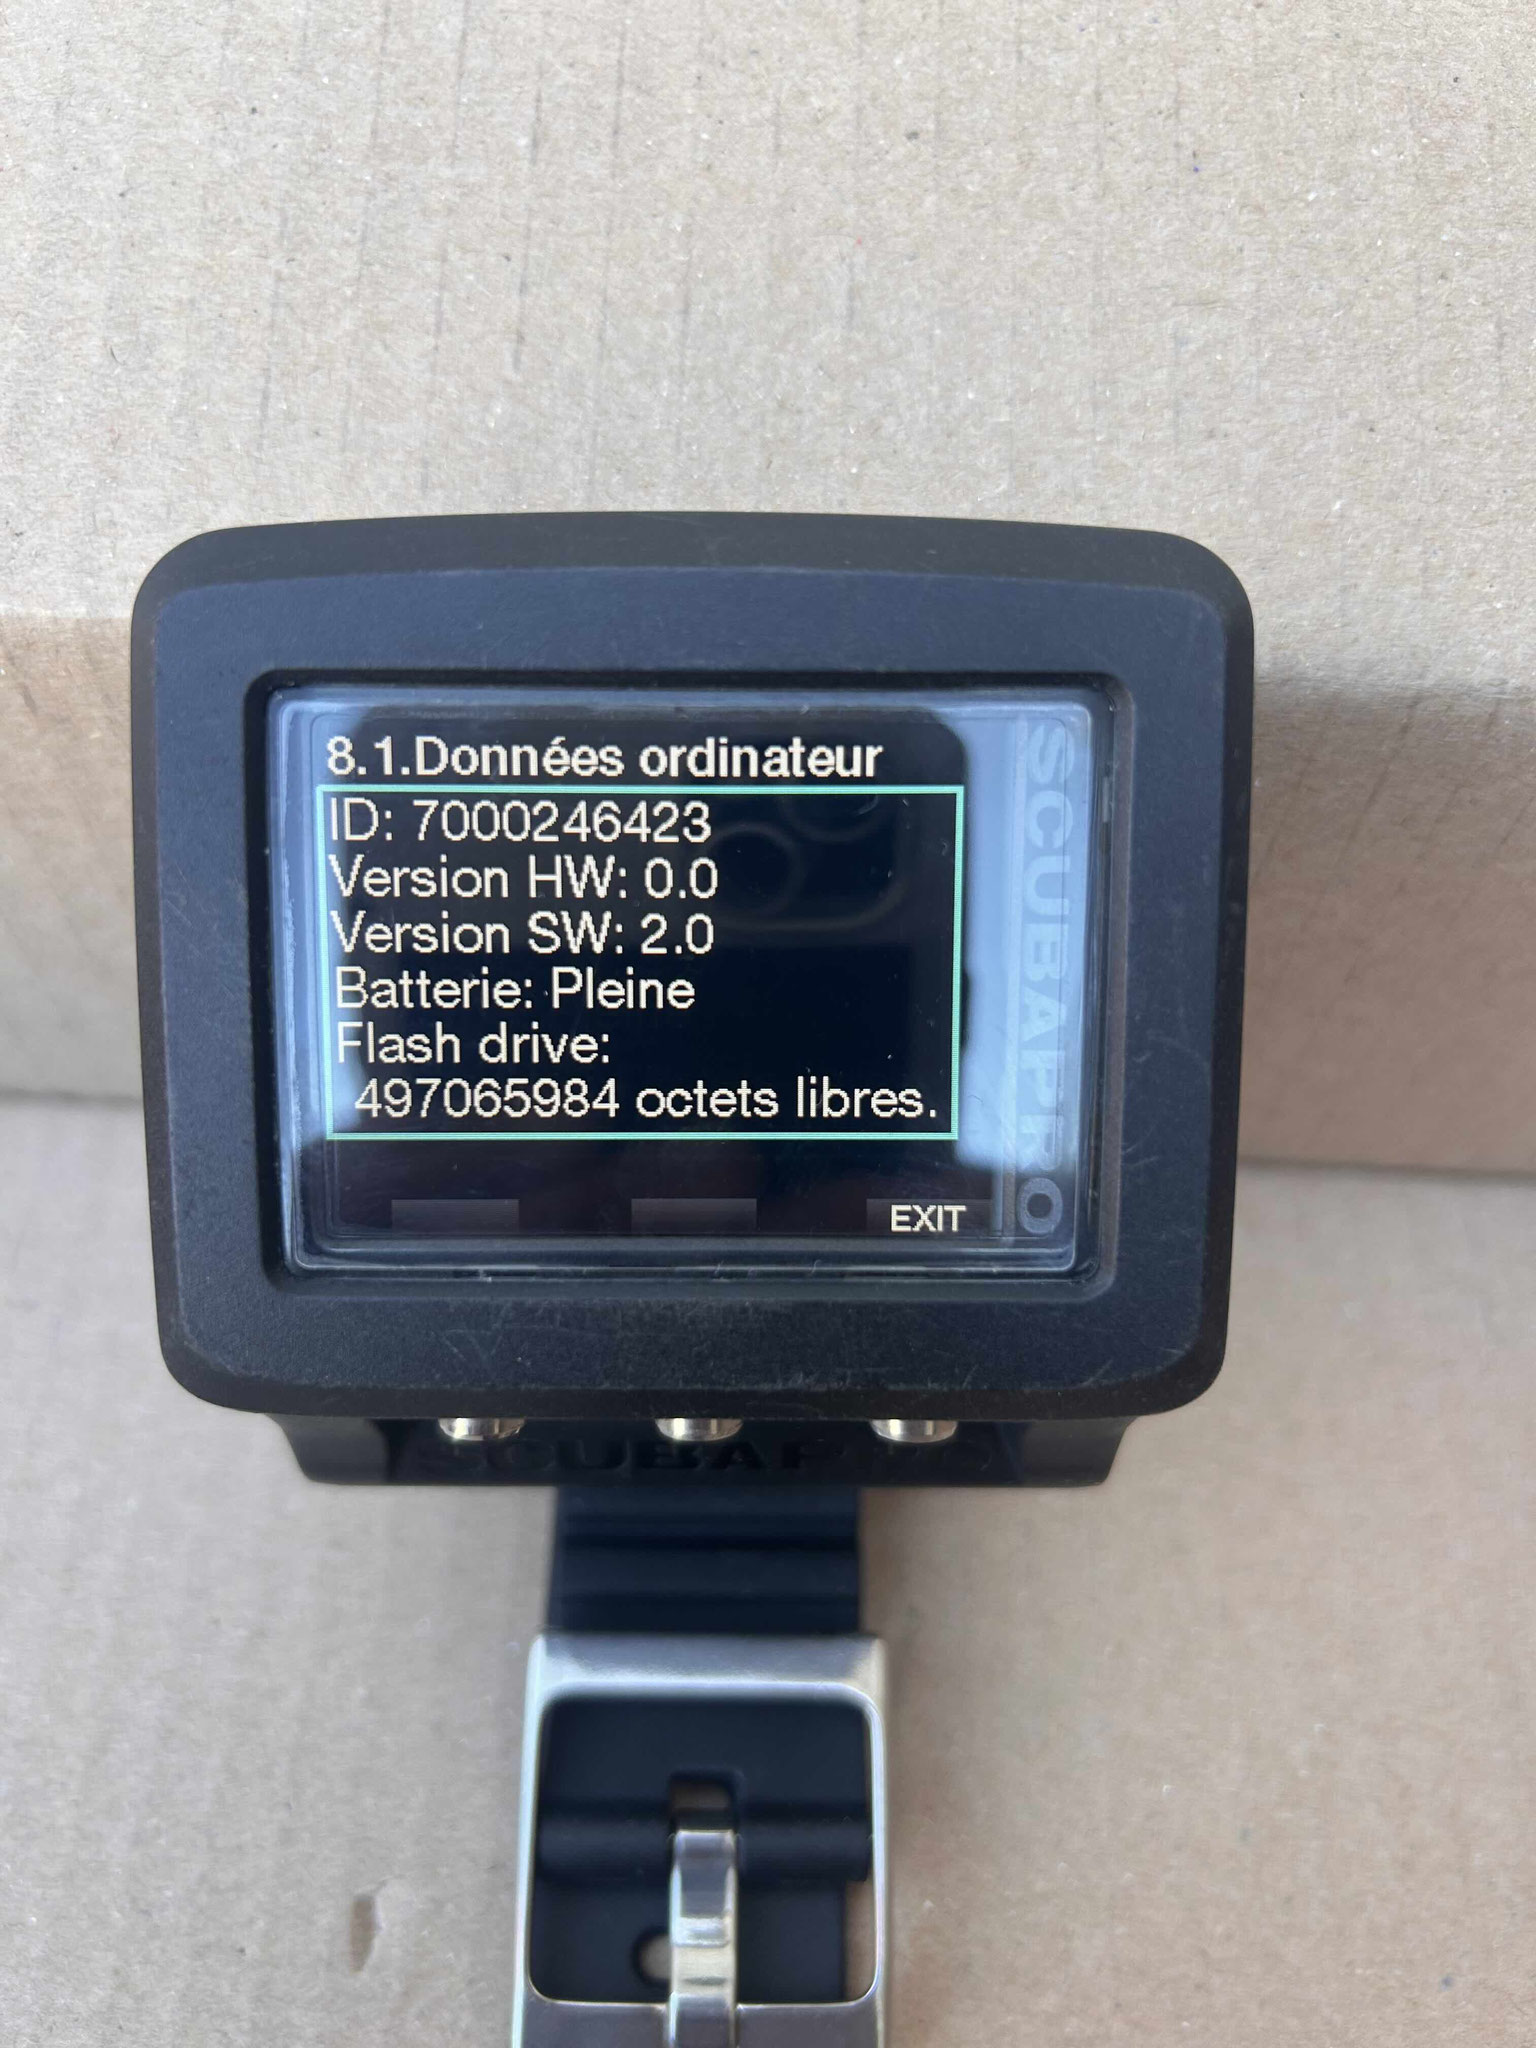 8.1.Données ordinateur
ID: 7000246423
Version HW: 0.0
Version SW: 2.0
Batterie: Pleine
Flash drive:
497065984 octets libres.
EXIT
SCUBAPRO
SCUBAPRO